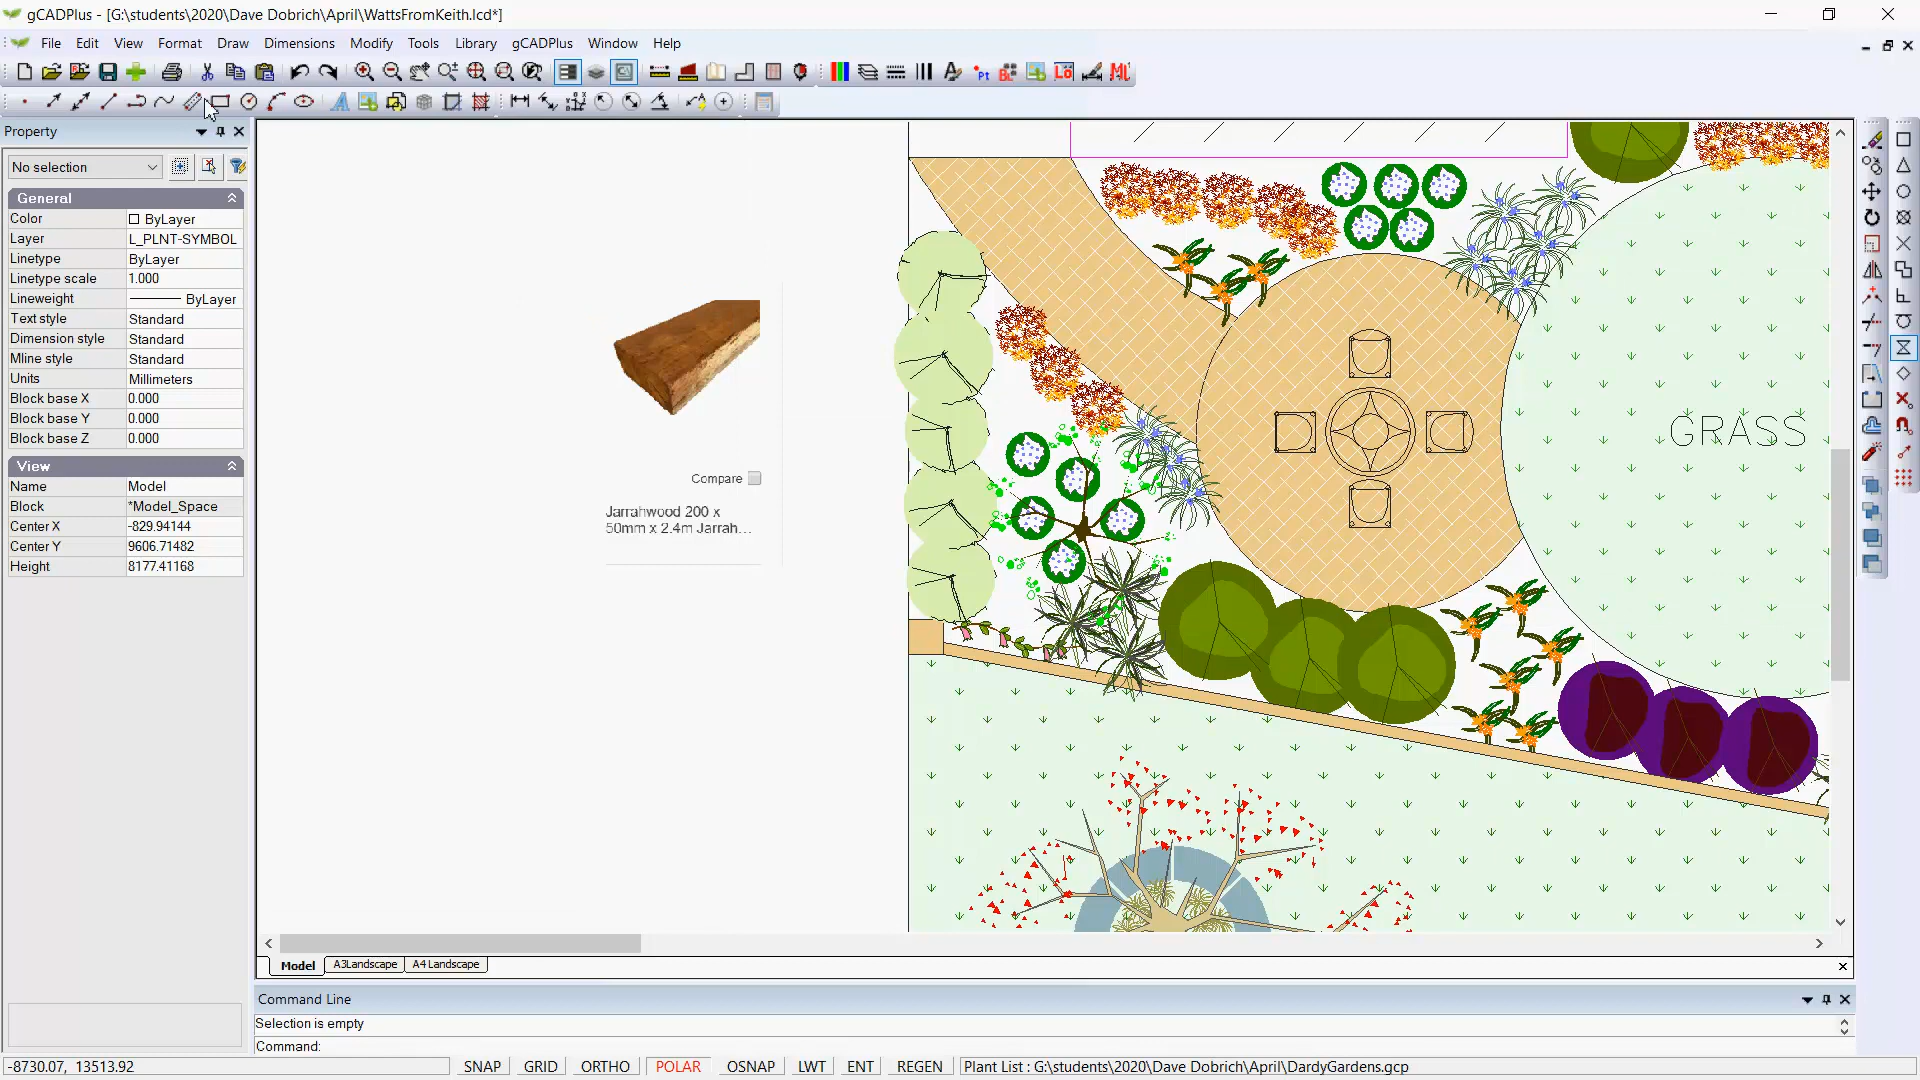 gCADPlus - [G:\students\2020\Dave Dobrich\April\WattsFromKeith.lcd*]
File Edit View Format Draw Dimensions Modify Tools Library gCADPlus Window Help
Property
No selection
General
Color ByLayer
Layer L_PLNT-SYMBOL
Linetype ByLayer
Linetype scale 1.000
Lineweight ByLayer
Text style Standard
Dimension style Standard
Mline style Standard
Units Millimeters
Block base X 0.000
Block base Y 0.000
Block base Z 0.000
View
Name Model
Block *Model_Space
Center X -829.94144
Center Y 9606.71482
Height 8177.41168
Compare
Jarrahwood 200 x
50mm x 2.4m Jarrah...
GRASS
Model A3Landscape A4 Landscape
Command Line
Selection is empty
Command:
-8730.07, 13513.92 SNAP GRID ORTHO POLAR OSNAP LWT ENT REGEN Plant List : G:\students\2020\Dave Dobrich\April\DardyGardens.gcp